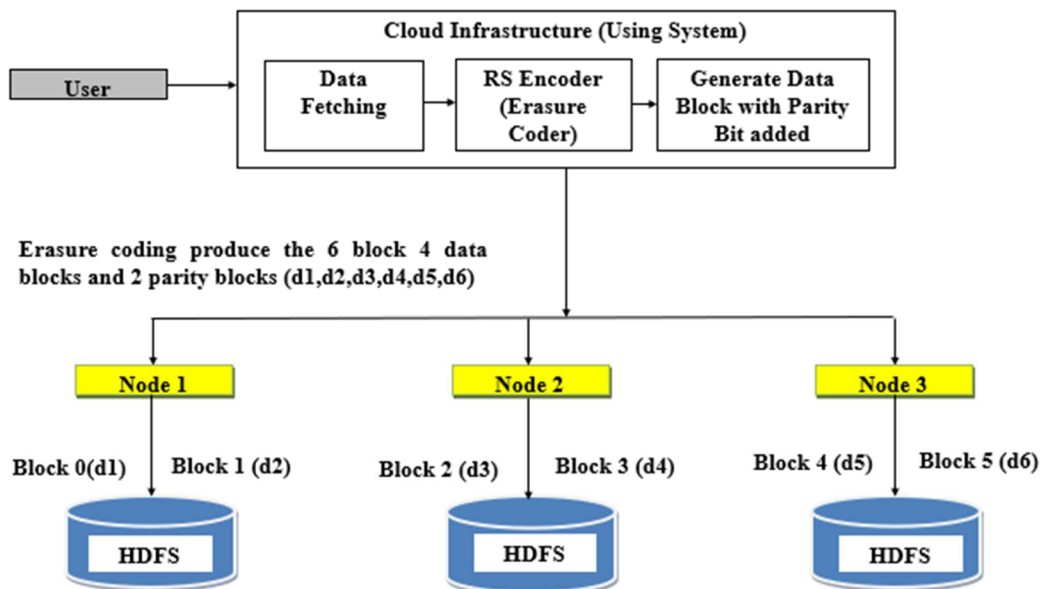 Cloud Infrastructure (Using System)
User
Data
Fetching
RS Encoder
(Erasure
Coder)
Generate Data
Block with Parity
Bit added
Erasure coding produce the 6 block 4 data
blocks and 2 parity blocks (d1,d2,d3,d4,d5,d6)
Node 1
Node 2
Node 3
Block 0(d1)
Block 1 (d2)
Block 2 (d3)
Block 3 (d4)
Block 4 (d5)
Block 5 (d6)
HDFS
HDFS
HDFS